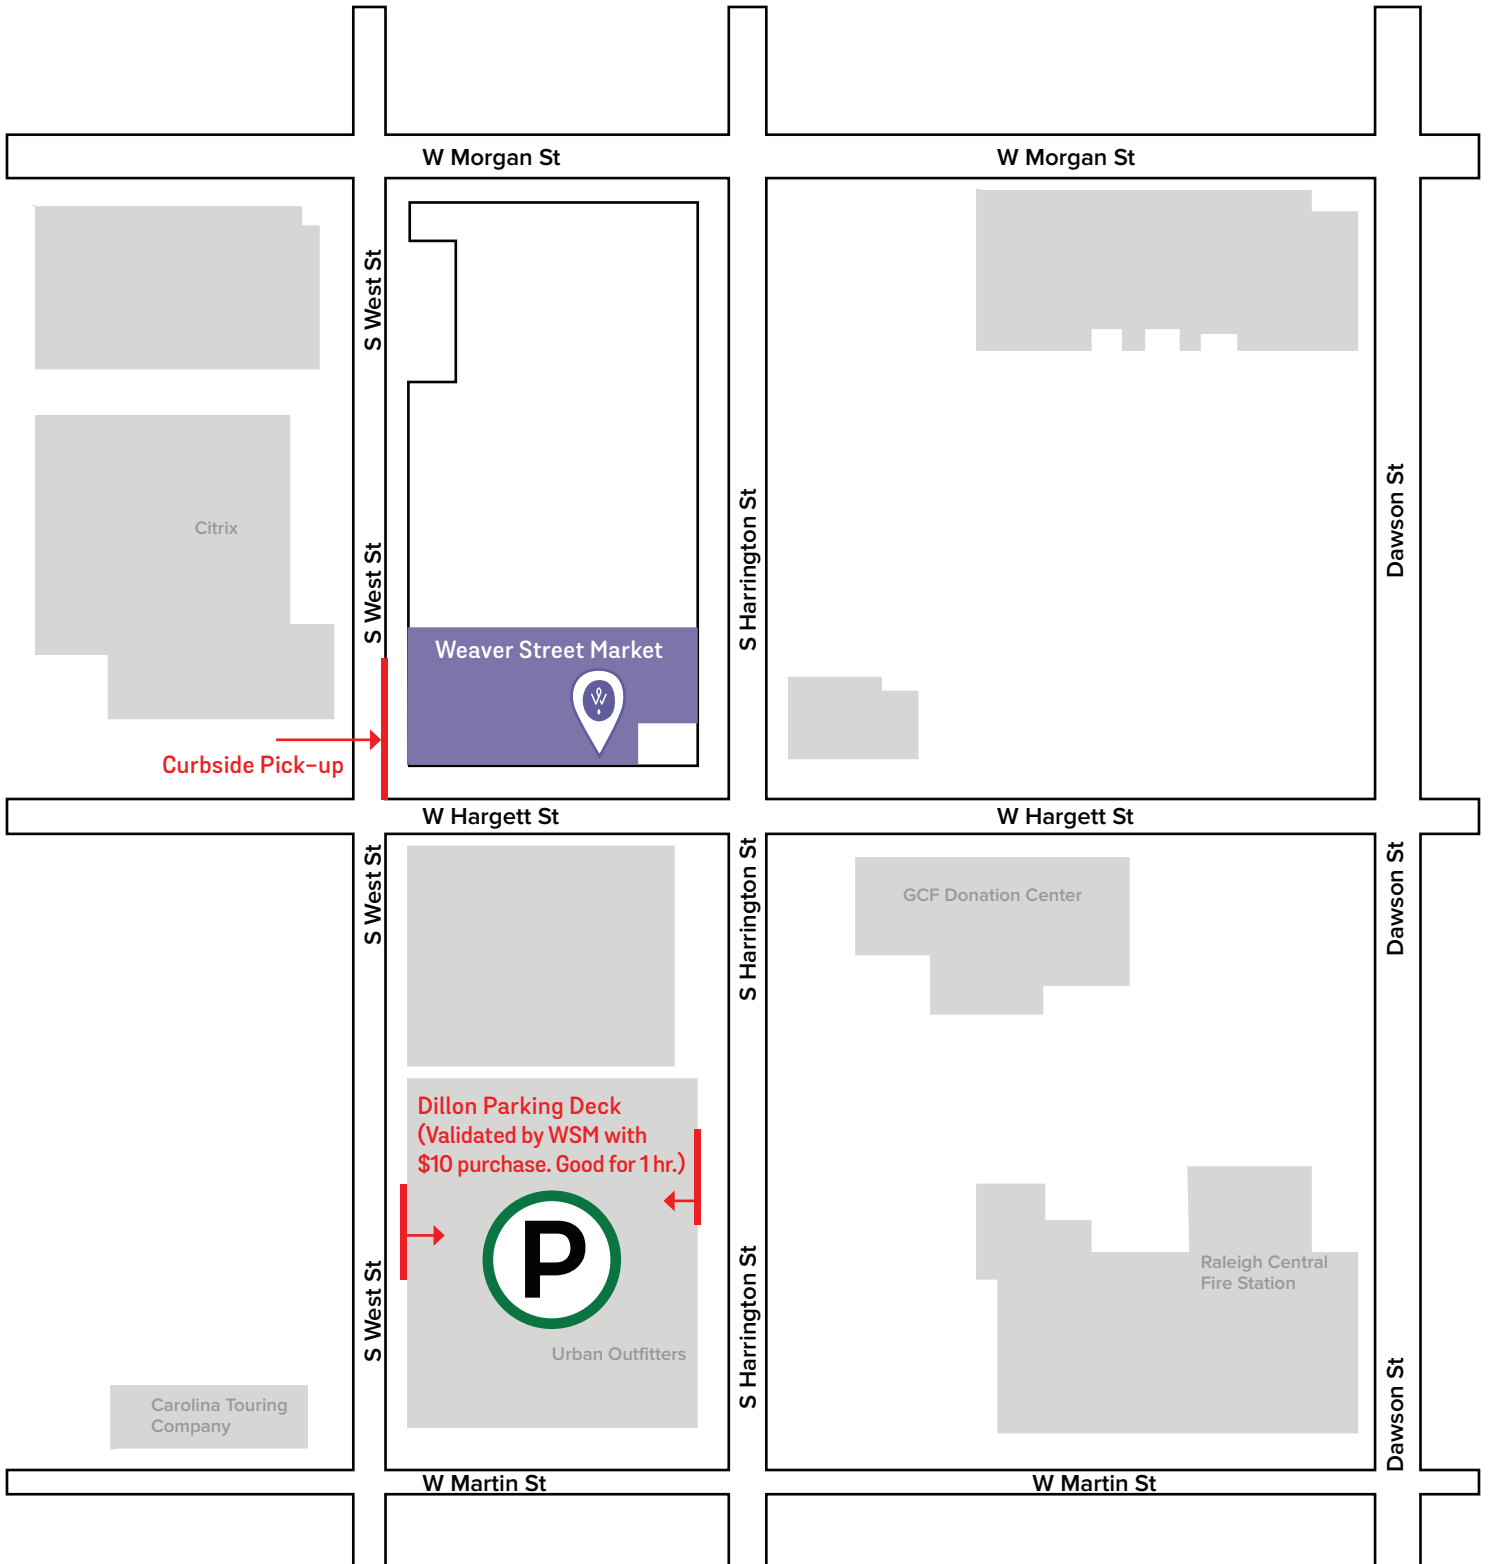 W Morgan St
W Morgan St
S West St
Dawson St
Citrix
S Harrington St
S West St
Weaver Street Market
W
Curbside Pick-up
W Hargett St
W Hargett St
S West St
S Harrington St
Dawson St
GCF Donation Center
Dillon Parking Deck
(Validated by WSM with
$10 purchase. Good for 1 hr.)
P
S West St
S Harrington St
Raleigh Central
Fire Station
Urban Outfitters
Dawson St
Carolina Touring
Company
W Martin St
W Martin St